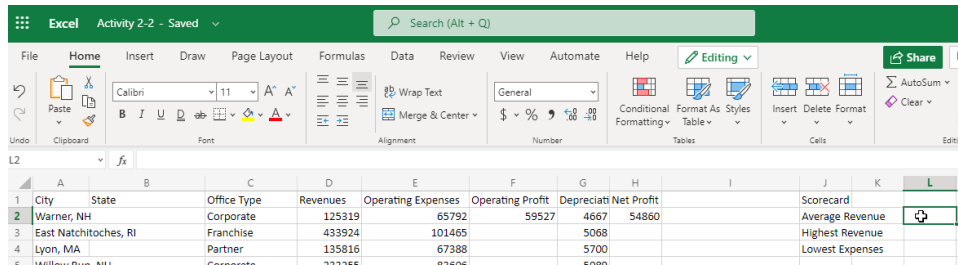 Excel Activity 2-2 - Saved Search (Alt + Q)
File Home Insert Draw Page Layout Formulas Data Review View Automate Help Editing Share
Calibri 11 A^ A˅ Wrap Text General AutoSum
Paste B I U D ab A Merge & Center $ % 9 Conditional Formatting Format As Table Styles Insert Delete Format Clear
Undo Clipboard Font Alignment Number Tables Cells
L2 fx
A B C D E F G H I J K L
1 City State Office Type Revenues Operating Expenses Operating Profit Depreciati Net Profit Scorecard
2 Warner, NH Corporate 125319 65792 59527 4667 54860 Average Revenue
3 East Natchitoches, RI Franchise 433924 101465 5068 Highest Revenue
4 Lyon, MA Partner 135816 67388 5700 Lowest Expenses